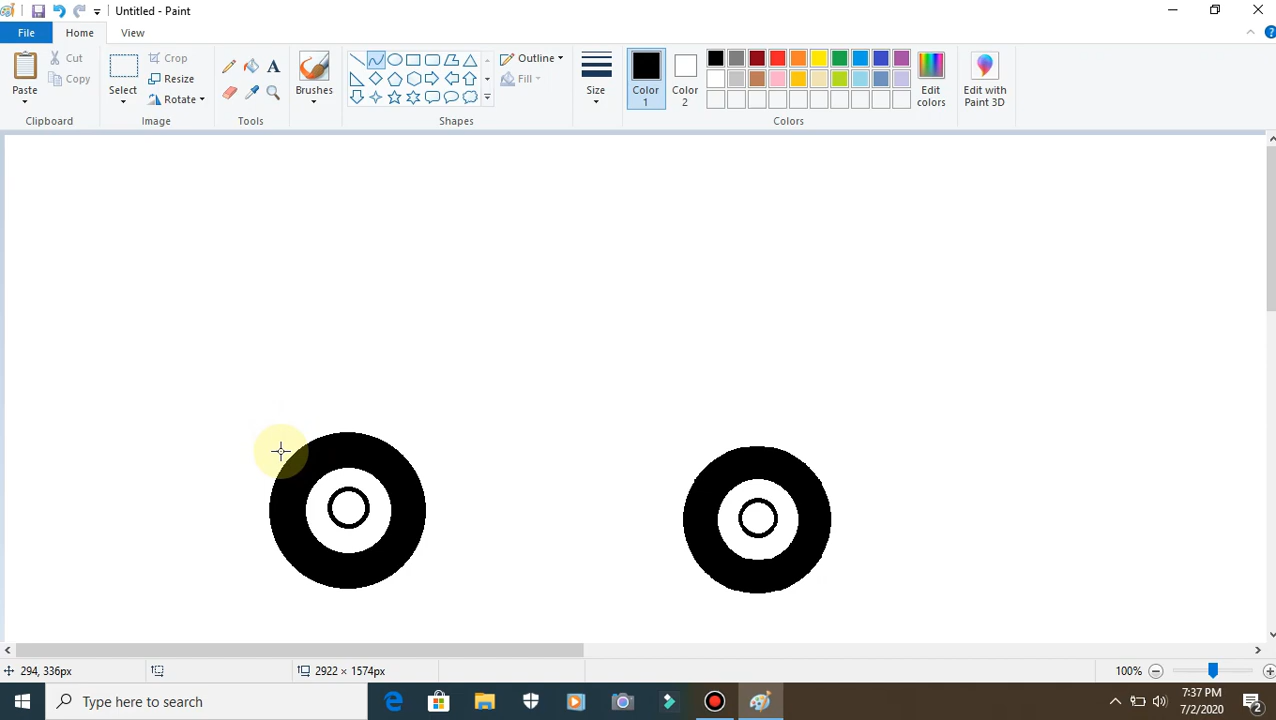 Untitled - Paint
File Home View
Paste
Cut
Copy
Clipboard
Select
Crop
Resize
Rotate
Image
Tools
Brushes
Shapes
Outline
Fill
Size
Color 1
Color 2
Edit colors
Colors
Edit with Paint 3D
294, 336px
2922 × 1574px
100%
Type here to search
7:37 PM
7/2/2020
2